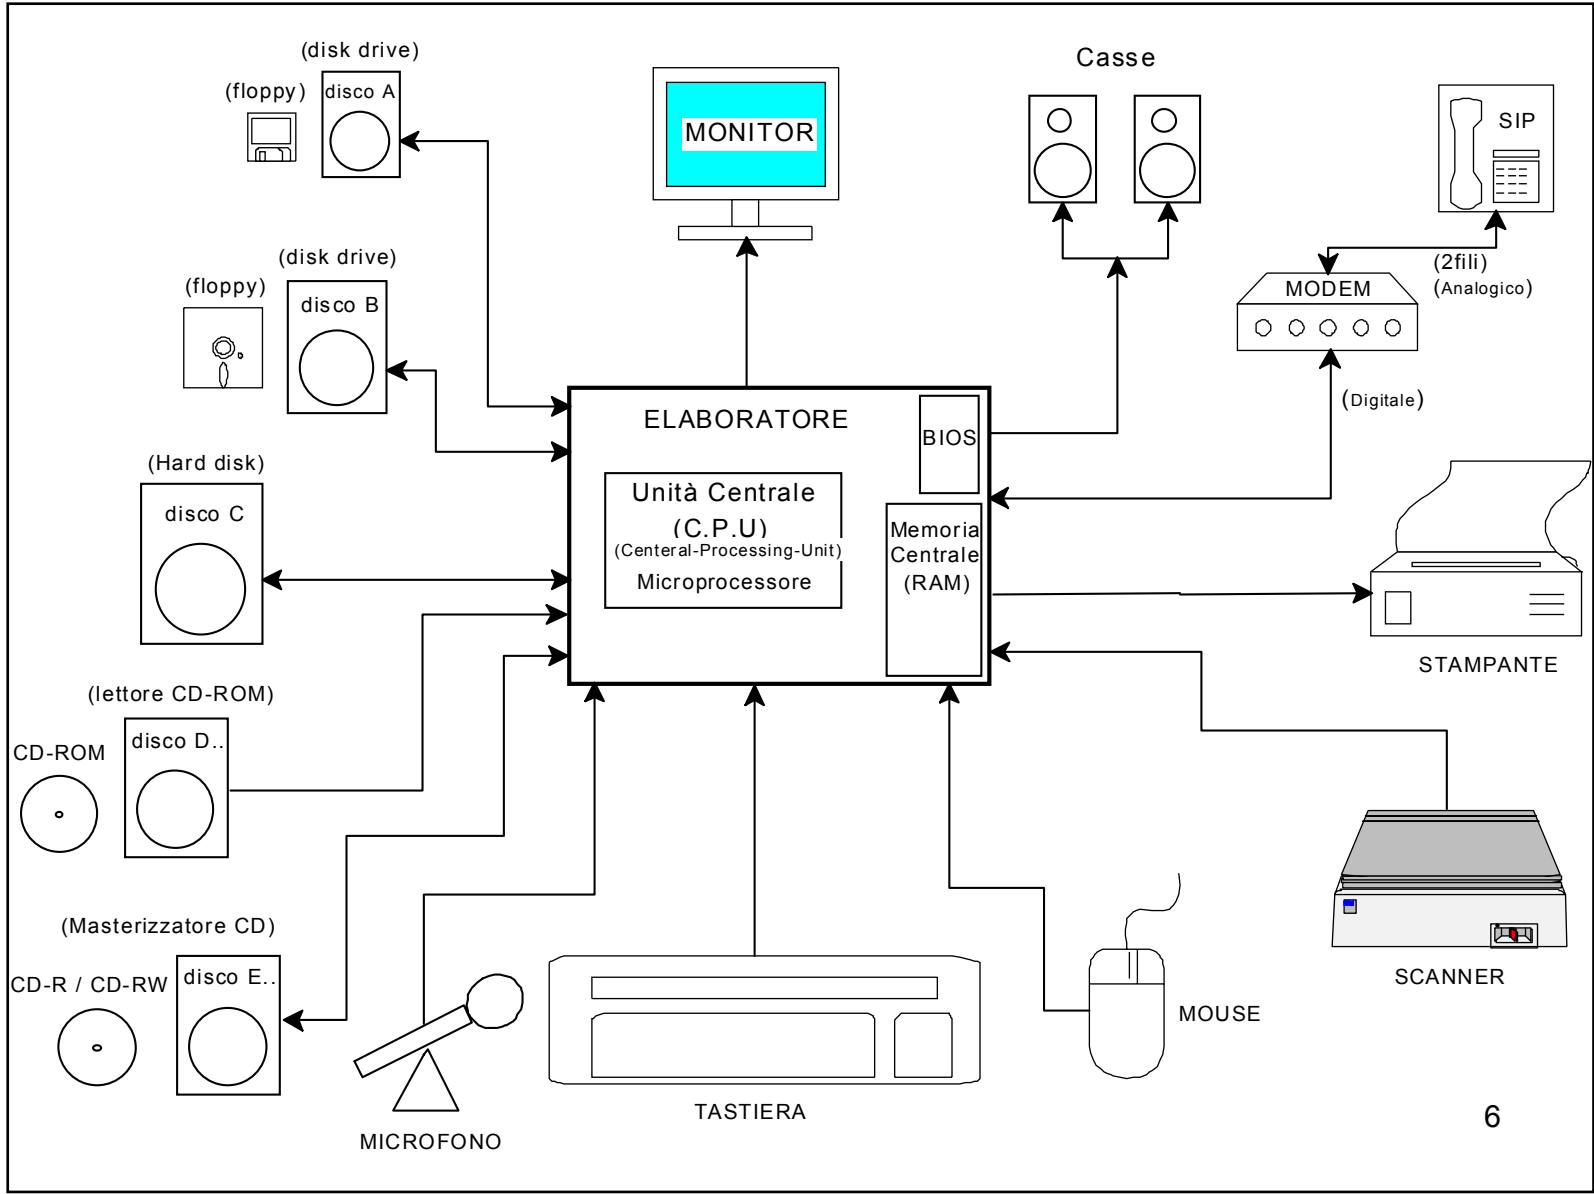 (disk drive)
(floppy)
disco A
MONITOR
Casse
SIP
(2fili)
(Analogico)
MODEM
(Digitale)
(disk drive)
(floppy)
disco B
ELABORATORE
BIOS
Unità Centrale
(C.P.U)
(Centeral-Processing-Unit)
Microprocessore
Memoria
Centrale
(RAM)
(Hard disk)
disco C
STAMPANTE
(lettore CD-ROM)
CD-ROM
disco D..
(Masterizzatore CD)
CD-R / CD-RW
disco E..
MICROFONO
TASTIERA
MOUSE
SCANNER
6